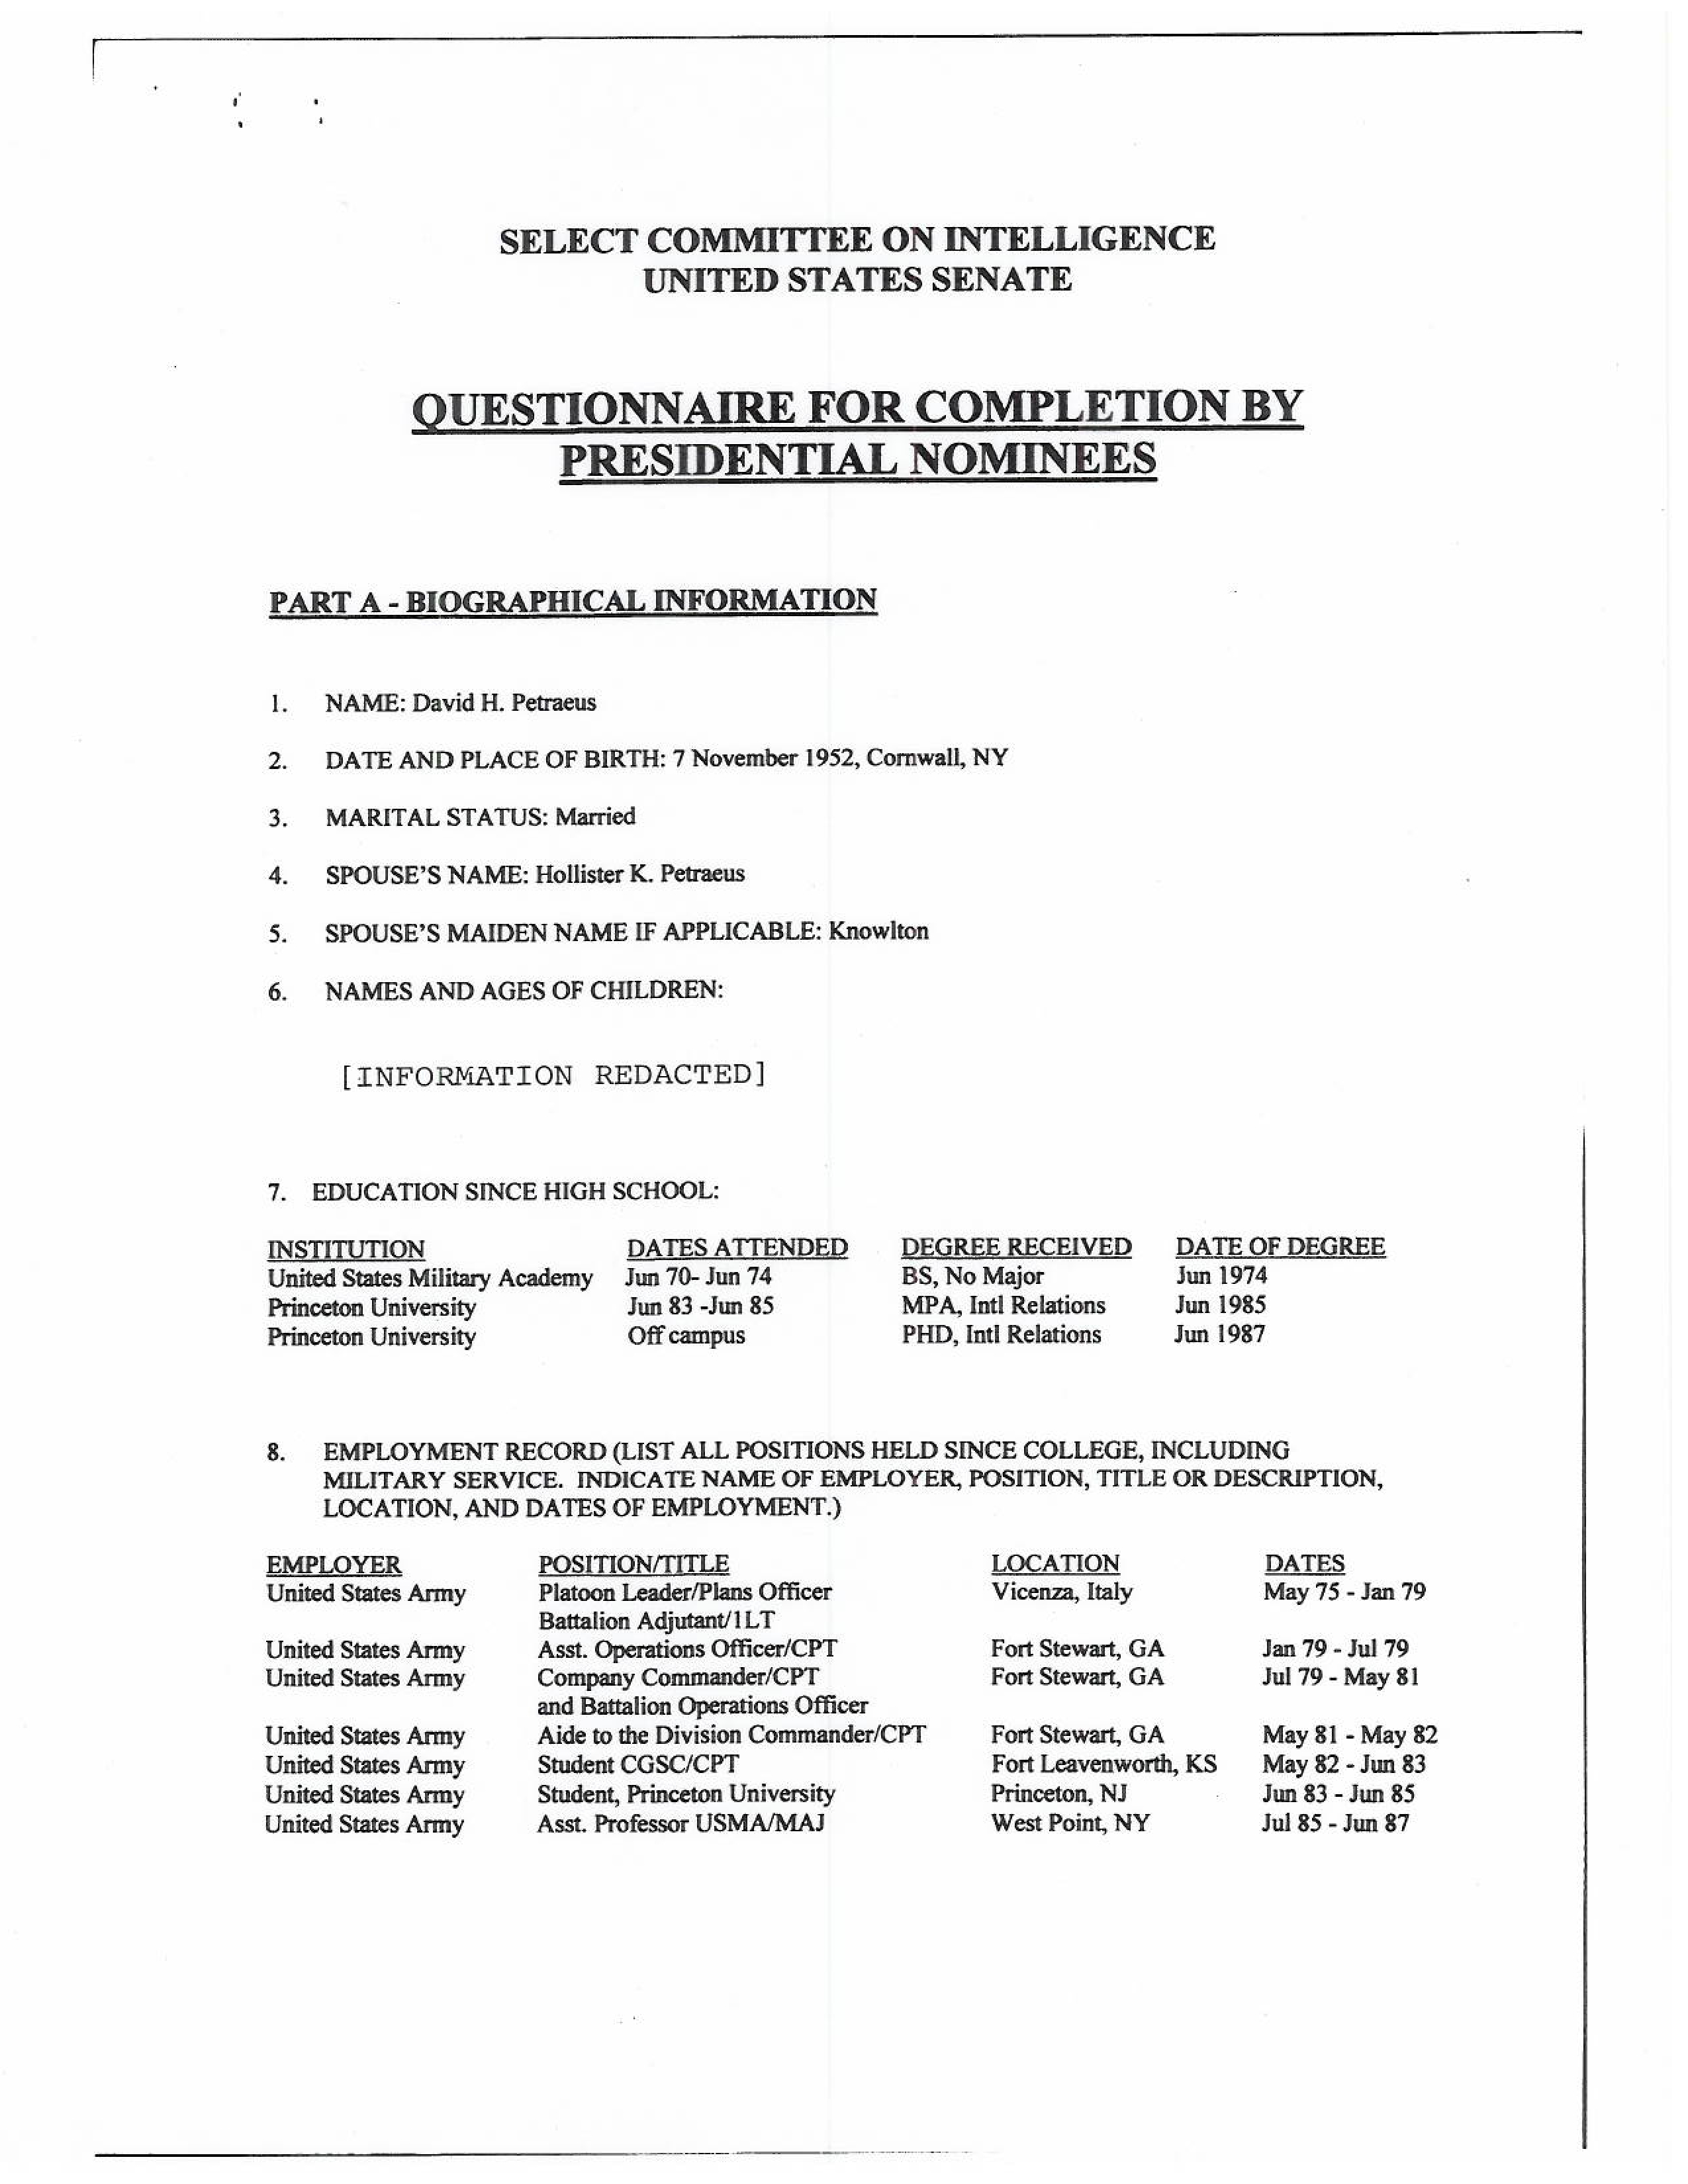 SELECT COMMITTEE ON INTELLIGENCE
UNITED STATES SENATE
QUESTIONNAIRE FOR COMPLETION BY
PRESIDENTIAL NOMINEES
PART A - BIOGRAPHICAL INFORMATION
1. NAME: David H. Petraeus
2. DATE AND PLACE OF BIRTH: 7 November 1952, Cornwall, NY
3. MARITAL STATUS: Married
4. SPOUSE'S NAME: Hollister K. Petraeus
5. SPOUSE'S MAIDEN NAME IF APPLICABLE: Knowlton
6. NAMES AND AGES OF CHILDREN:
[INFORMATION REDACTED]
7. EDUCATION SINCE HIGH SCHOOL:
INSTITUTION DATES ATTENDED DEGREE RECEIVED DATE OF DEGREE
United States Military Academy Jun 70- Jun 74 BS, No Major Jun 1974
Princeton University Jun 83 -Jun 85 MPA, Intl Relations Jun 1985
Princeton University Off campus PHD, Intl Relations Jun 1987
8. EMPLOYMENT RECORD (LIST ALL POSITIONS HELD SINCE COLLEGE, INCLUDING
MILITARY SERVICE. INDICATE NAME OF EMPLOYER, POSITION, TITLE OR DESCRIPTION,
LOCATION, AND DATES OF EMPLOYMENT.)
EMPLOYER POSITION/TITLE LOCATION DATES
United States Army Platoon Leader/Plans Officer Vicenza, Italy May 75 - Jan 79
Battalion Adjutant/1LT
United States Army Asst. Operations Officer/CPT Fort Stewart, GA Jan 79 - Jul 79
United States Army Company Commander/CPT Fort Stewart, GA Jul 79 - May 81
and Battalion Operations Officer
United States Army Aide to the Division Commander/CPT Fort Stewart, GA May 81 - May 82
United States Army Student CGSC/CPT Fort Leavenworth, KS May 82 - Jun 83
United States Army Student, Princeton University Princeton, NJ Jun 83 - Jun 85
United States Army Asst. Professor USMA/MAJ West Point, NY Jul 85 - Jun 87